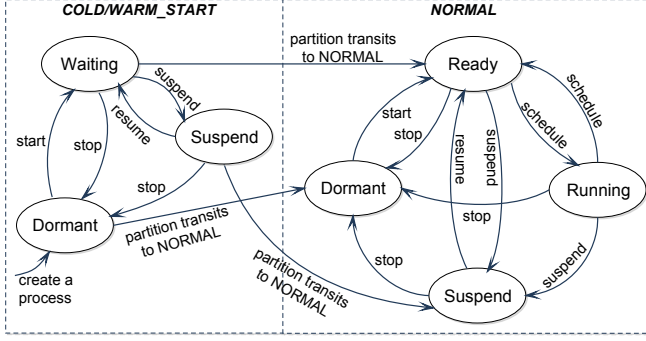 COLD/WARM_START
NORMAL
Waiting
partition transits
to NORMAL
Ready
suspend
resume
Suspend
start
stop
stop
Dormant
partition transits
to NORMAL
create a
process
partition transits
to NORMAL
start
stop
resume
suspend
schedule
schedule
Dormant
Running
stop
stop
suspend
Suspend